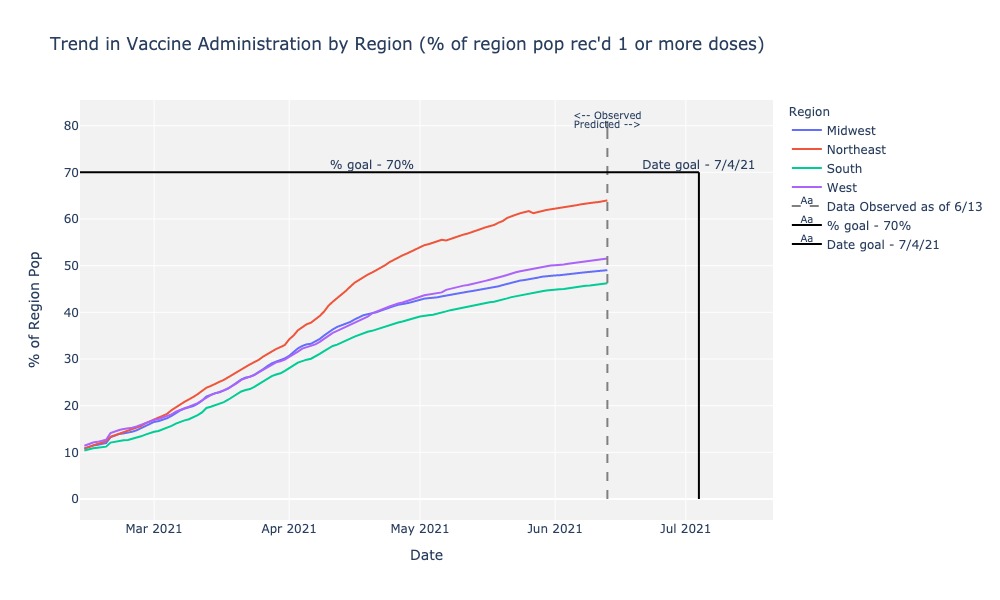 Trend in Vaccine Administration by Region (% of region pop rec'd 1 or more doses)
<-- Observed
Predicted -->
% goal - 70%
Date goal - 7/4/21
80
70
60
50
40
30
20
10
0
% of Region Pop
Mar 2021
Apr 2021
May 2021
Jun 2021
Jul 2021
Date
Region
Midwest
Northeast
South
West
Aa
Data Observed as of 6/13
Aa
% goal - 70%
Aa
Date goal - 7/4/21